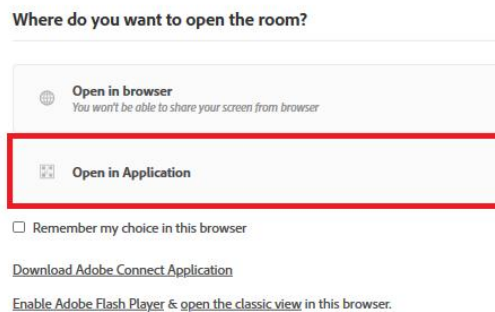 Where do you want to open the room?
Open in browser
You won't be able to share your screen from browser
Open in Application
Remember my choice in this browser
Download Adobe Connect Application
Enable Adobe Flash Player & open the classic view in this browser.